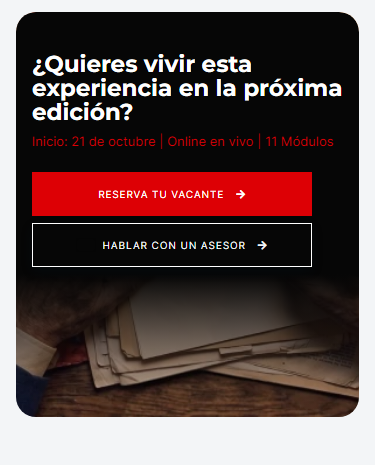 ¿Quieres vivir esta
experiencia en la próxima
edición?
Inicio: 21 de octubre | Online en vivo | 11 Módulos
RESERVA TU VACANTE →
HABLAR CON UN ASESOR →